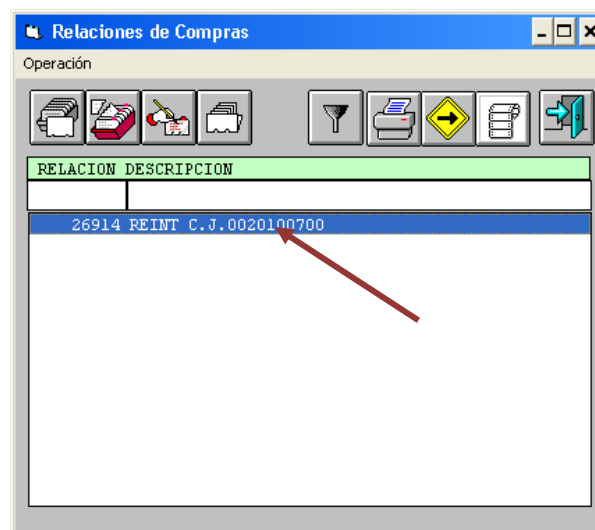 Relaciones de Compras
Operación
RELACION DESCRIPCION
26914 REINT C.J.0020100700